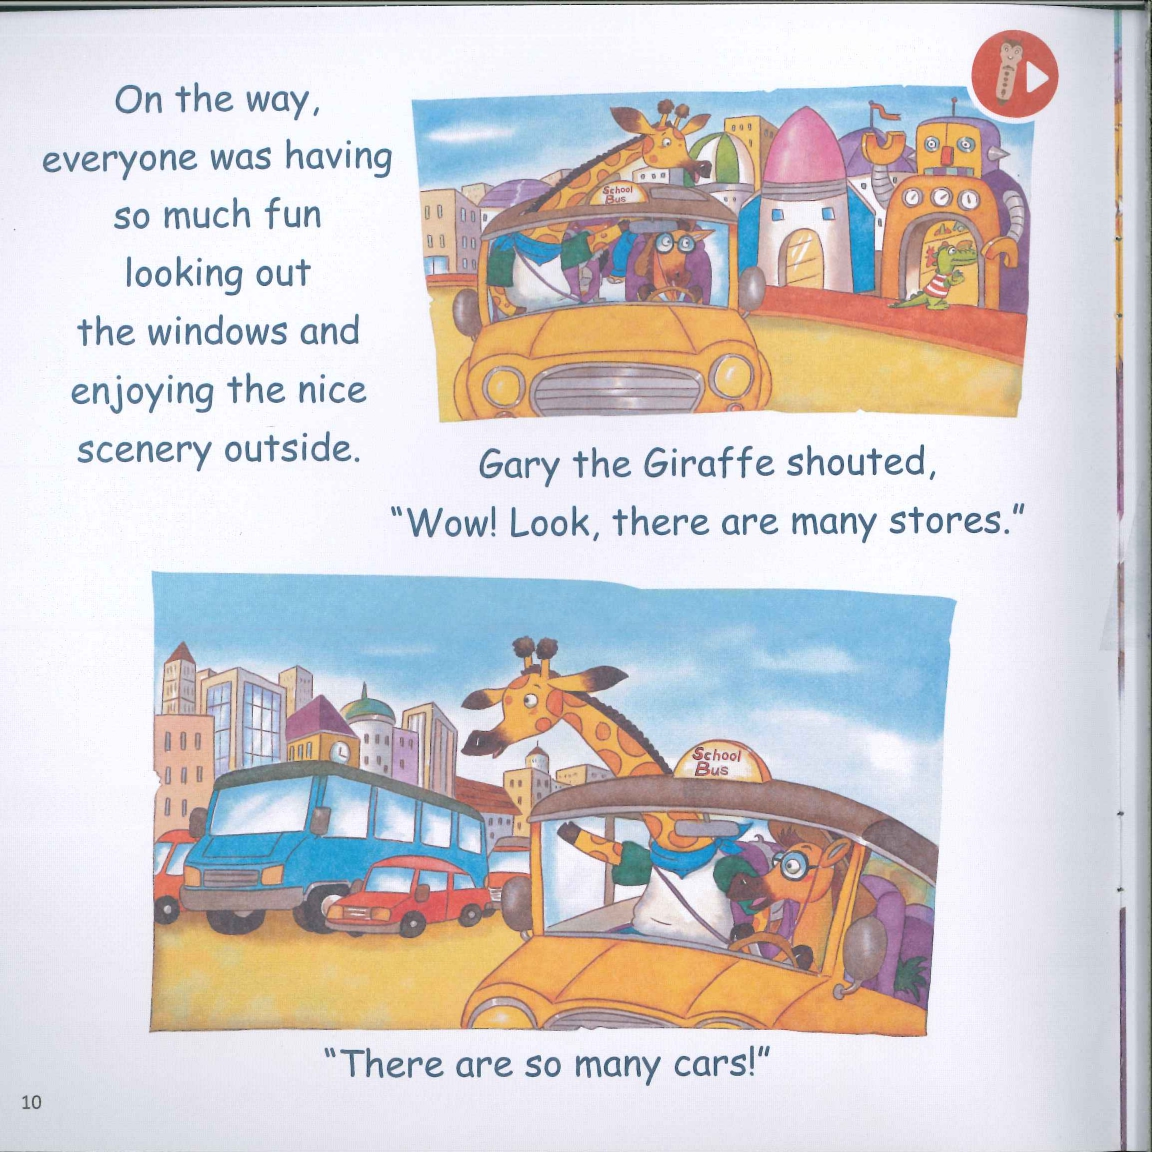 On the way,
everyone was having
so much fun
looking out
the windows and
enjoying the nice
scenery outside.
School
Bus
Gary the Giraffe shouted,
“Wow! Look, there are many stores.”
School
Bus
“There are so many cars!”
10